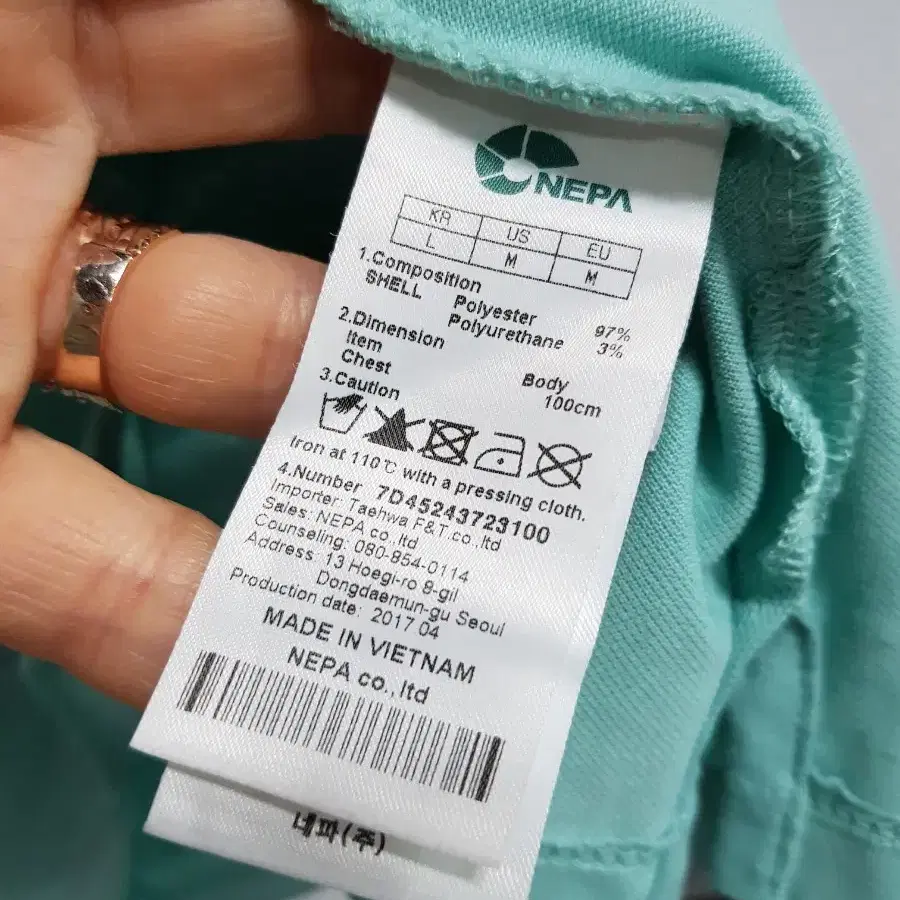 NEPA
KR US EU
L M M
1.Composition
SHELL Polyester 97%
Polyurethane 3%
2.Dimension
Item Body
Chest 100cm
3.Caution
Iron at 110℃ with a pressing cloth.
4.Number 7D45243723100
Importer: Taehwa F&T.co.,ltd
Sales: NEPA co.,ltd
Counseling: 080-854-0114
Address: 13 Hoegi-ro 8-gil
Dongdaemun-gu Seoul
Production date: 2017.04
MADE IN VIETNAM
NEPA co.,ltd
네파(주)